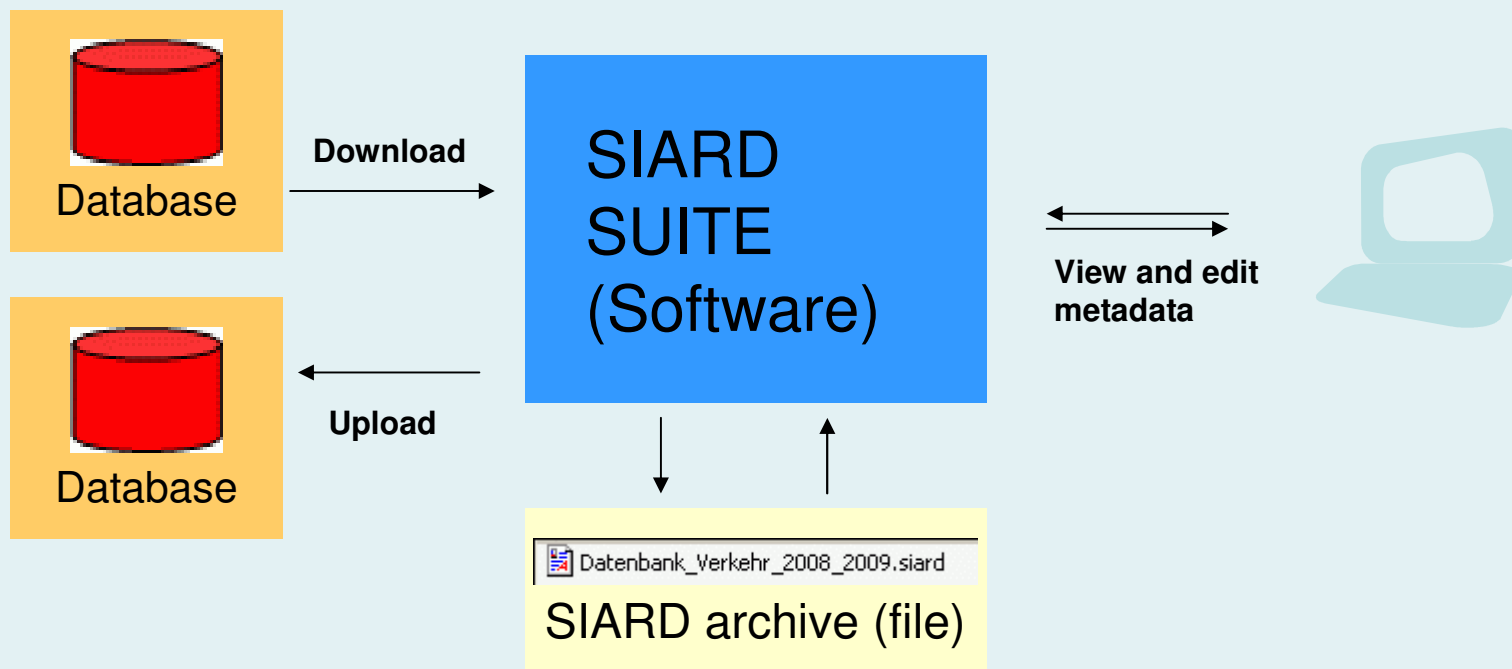 Database
Download
SIARD
SUITE
(Software)
View and edit
metadata
Database
Upload
Datenbank_Verkehr_2008_2009.siard
SIARD archive (file)